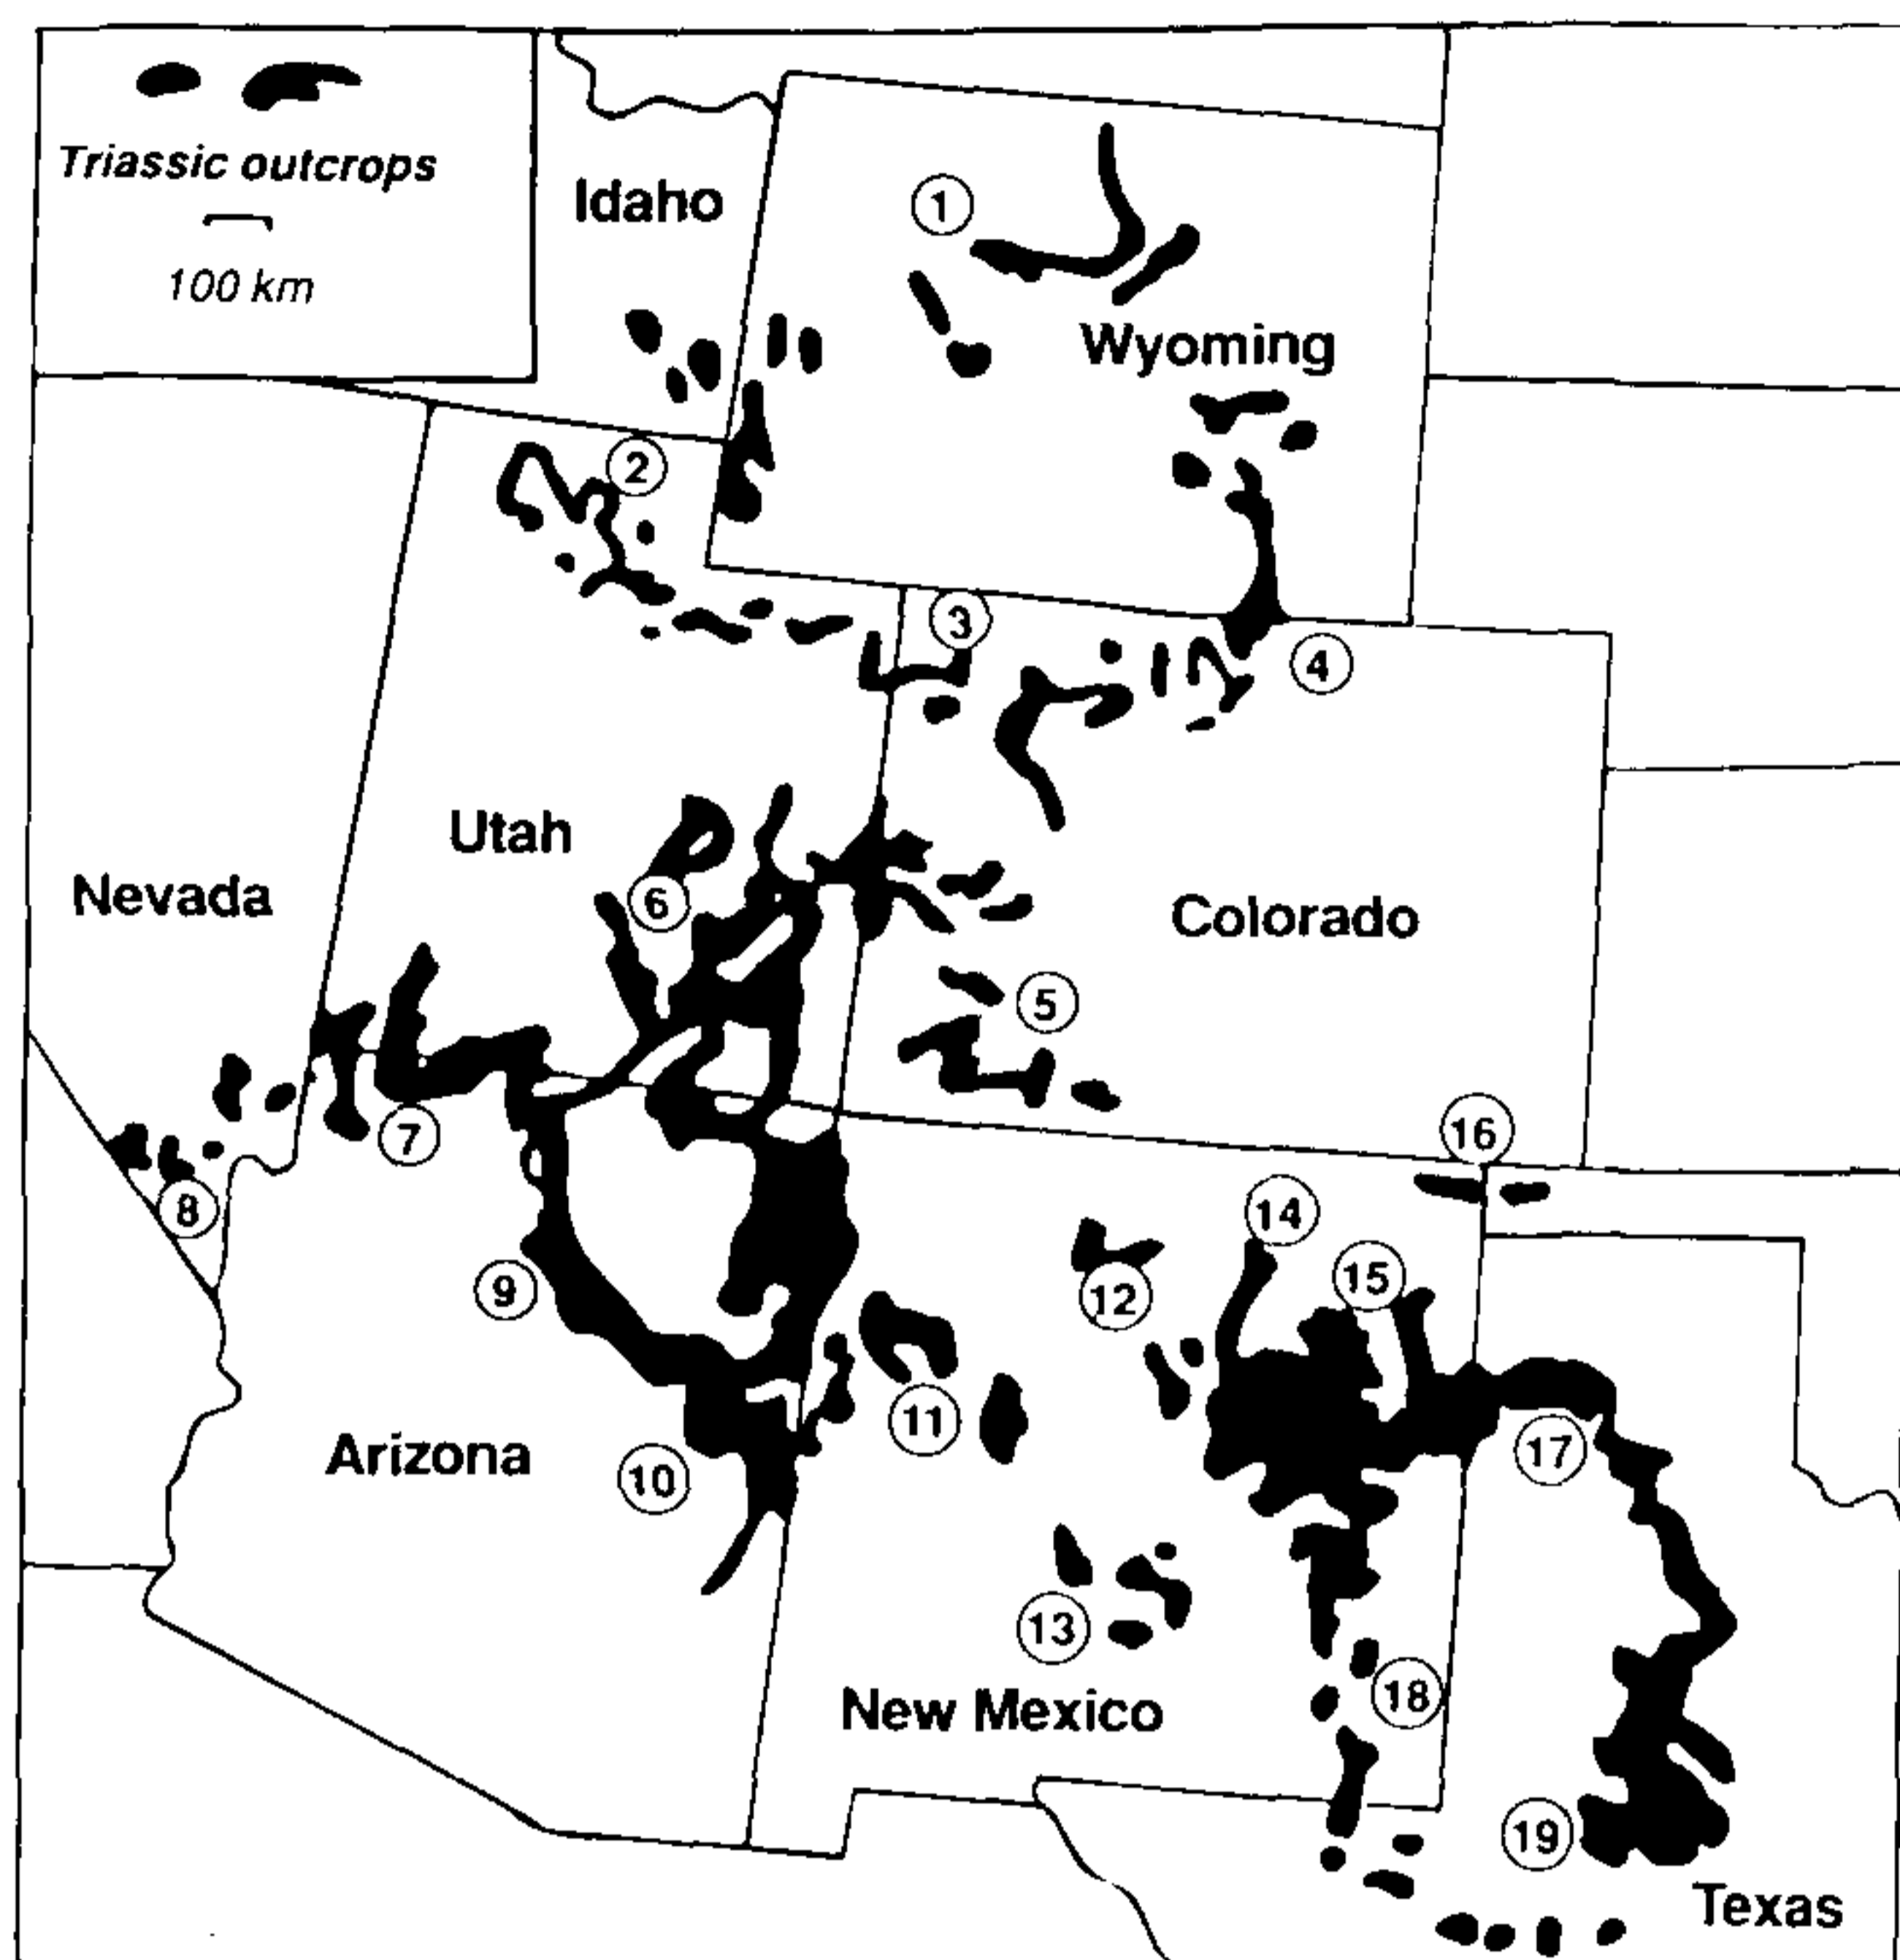 Triassic outcrops
100 km
Idaho
1
Wyoming
2
3
4
Utah
6
Nevada
Colorado
5
7
16
8
14
9
15
12
11
17
Arizona
10
13
18
New Mexico
19
Texas